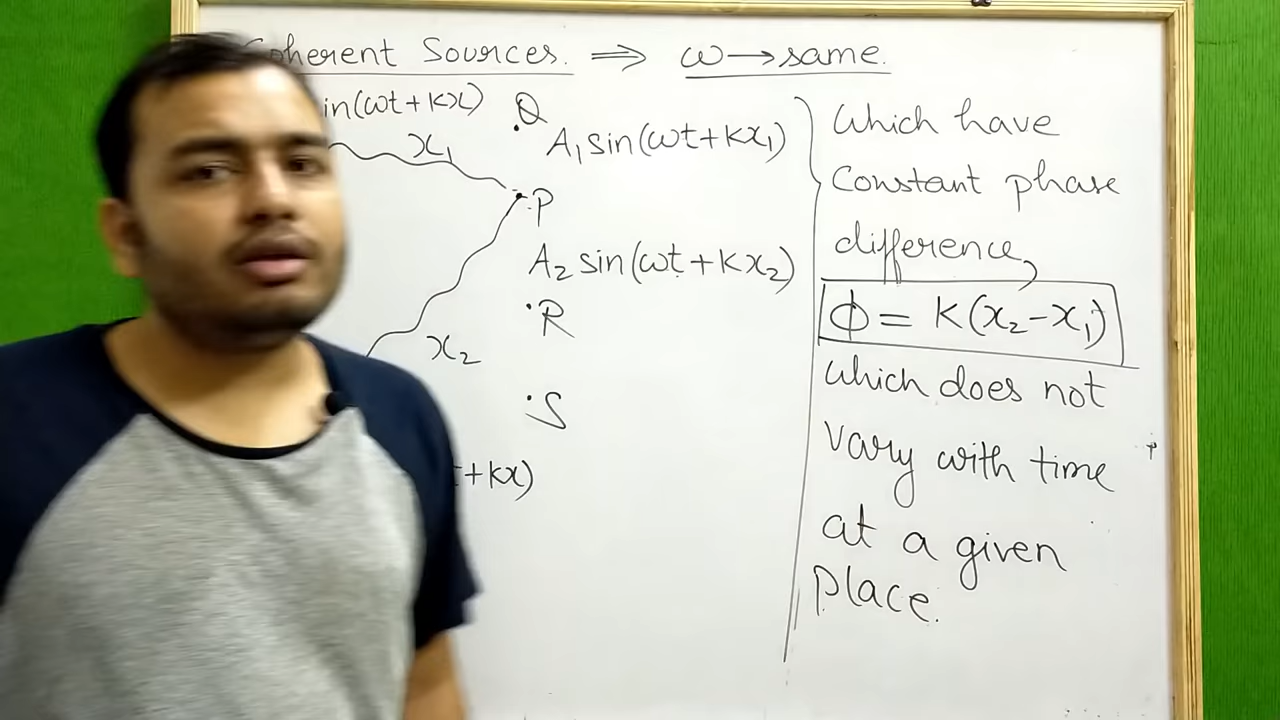 Coherent Sources. ⟹ ω→same.
in(ωt+kx)
Q
x₁
A₁ sin(ωt+kx₁)
P
A₂ sin(ωt+kx₂)
R
x₂
S
t+kx)
which have
constant phase
difference,
Φ = K(x₂-x₁)
which does not
vary with time
at a given
place.